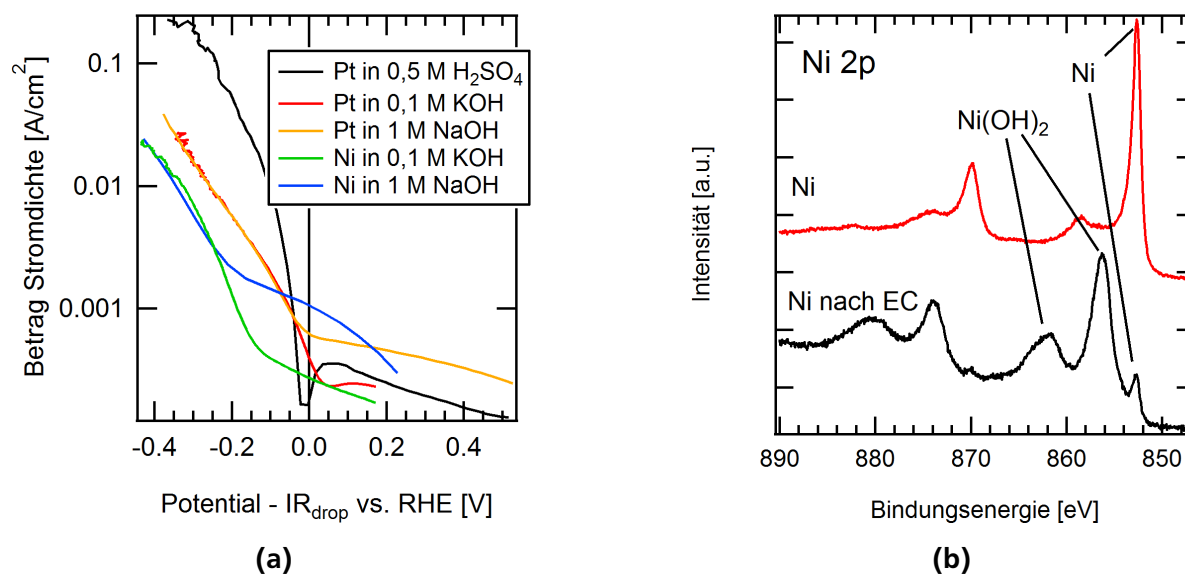 Betrag Stromdichte [A/cm²]
0.1
0.01
0.001
Pt in 0,5 M H₂SO₄
Pt in 0,1 M KOH
Pt in 1 M NaOH
Ni in 0,1 M KOH
Ni in 1 M NaOH
-0.4 -0.2 0.0 0.2 0.4
Potential - IR_drop vs. RHE [V]
(a)
Intensität [a.u.]
Ni 2p
Ni
Ni(OH)₂
Ni
Ni nach EC
890 880 870 860 850
Bindungsenergie [eV]
(b)